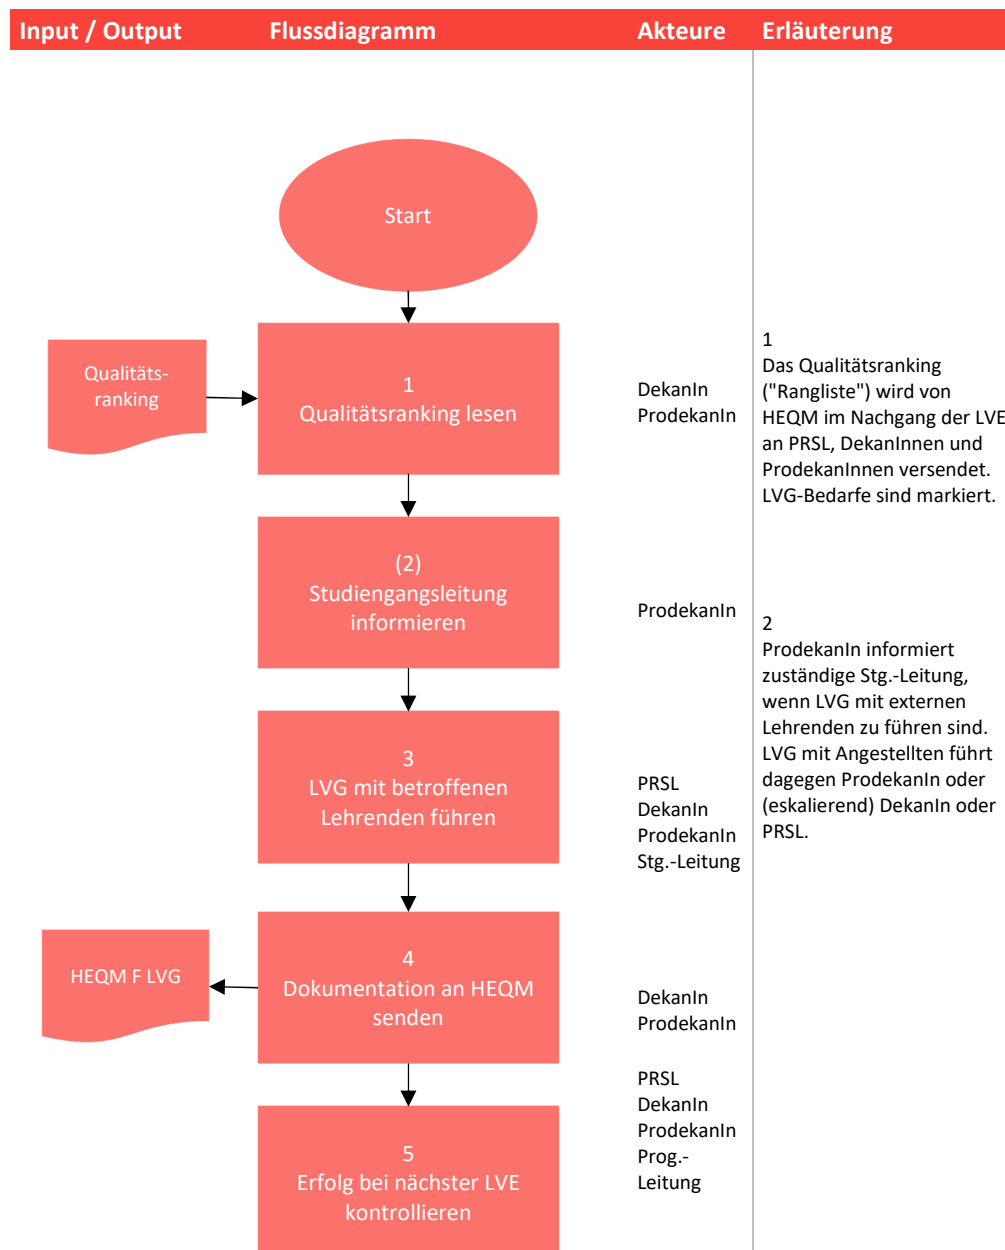 Input / Output
Flussdiagramm
Akteure
Erläuterung
Start
Qualitäts-
ranking
1
Qualitätsranking lesen
DekanIn
ProdekanIn
1
Das Qualitätsranking
("Rangliste") wird von
HEQM im Nachgang der LVE
an PRSL, DekanInnen und
ProdekanInnen versendet.
LVG-Bedarfe sind markiert.
(2)
Studiengangsleitung
informieren
ProdekanIn
2
ProdekanIn informiert
zuständige Stg.-Leitung,
wenn LVG mit externen
Lehrenden zu führen sind.
LVG mit Angestellten führt
dagegen ProdekanIn oder
(eskalierend) DekanIn oder
PRSL.
3
LVG mit betroffenen
Lehrenden führen
PRSL
DekanIn
ProdekanIn
Stg.-Leitung
HEQM F LVG
4
Dokumentation an HEQM
senden
DekanIn
ProdekanIn
5
Erfolg bei nächster LVE
kontrollieren
PRSL
DekanIn
ProdekanIn
Prog.-
Leitung